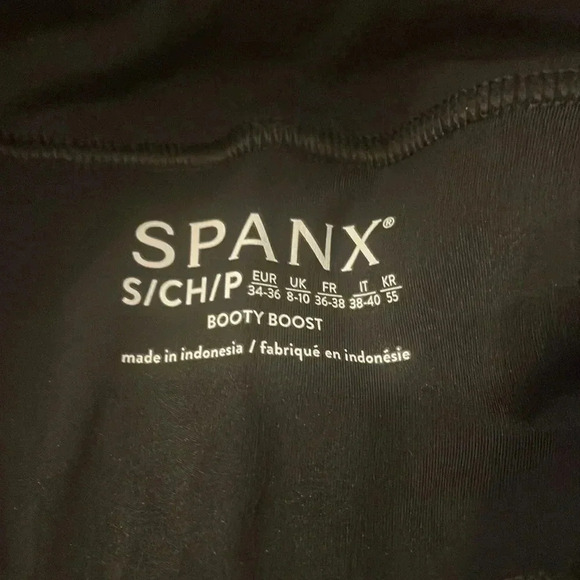 SPANX®
S/CH/P EUR 34-36 UK 8-10 FR 36-38 IT 38-40 KR 55
BOOTY BOOST
made in indonesia / fabriqué en indonésie